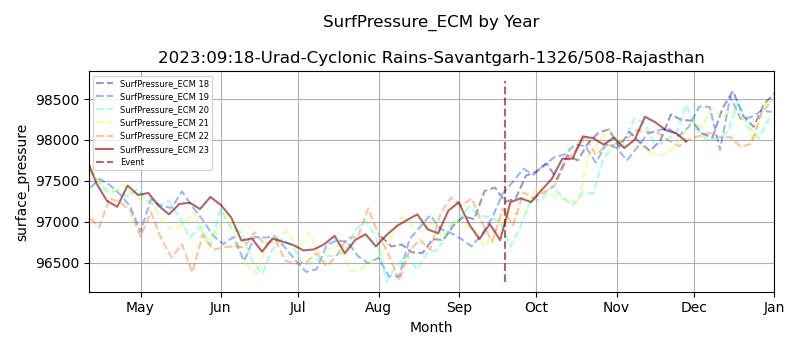 SurfPressure_ECM by Year
2023:09:18-Urad-Cyclonic Rains-Savantgarh-1326/508-Rajasthan
SurfPressure_ECM 18
SurfPressure_ECM 19
SurfPressure_ECM 20
SurfPressure_ECM 21
SurfPressure_ECM 22
SurfPressure_ECM 23
Event
surface_pressure
98500
98000
97500
97000
96500
May Jun Jul Aug Sep Oct Nov Dec Jan
Month